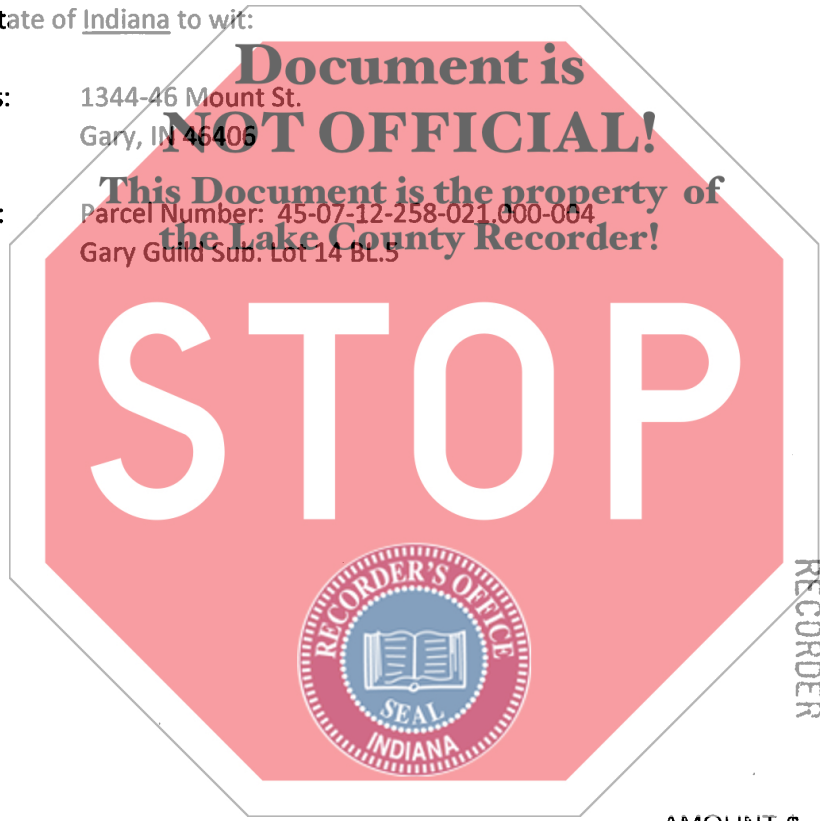 ate of Indiana to wit:
Document is
s: 1344-46 Mount St.
NOT OFFICIAL!
Gary, IN 46406
This Document is the property of
: Parcel Number: 45-07-12-258-021.000-004
the Lake County Recorder!
Gary Guild Sub. Lot 14 BL.5
STOP
RECORDER'S OFFICE
SEAL
INDIANA
RECORDER
AMOUNT $